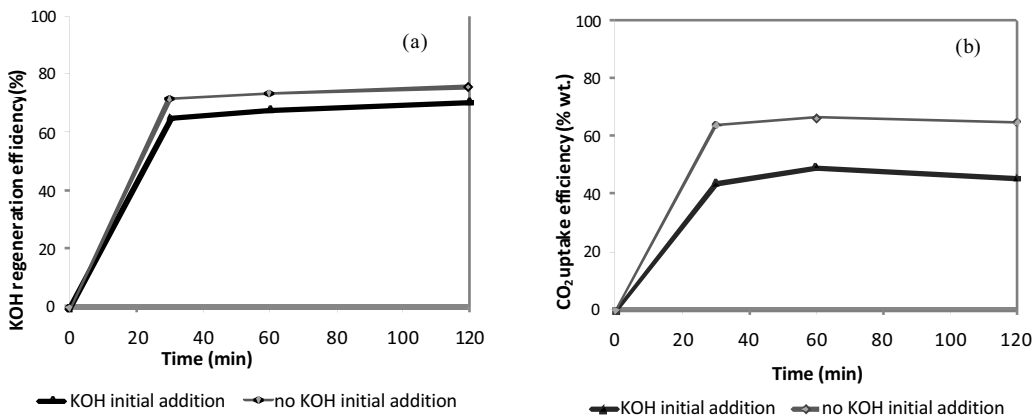 100
80
60
40
20
0
KOH regeneration efficiency(%)
(a)
0 20 40 60 80 100 120
Time (min)
KOH initial addition no KOH initial addition
100
80
60
40
20
0
CO₂ uptake efficiency (% wt.)
(b)
0 20 40 60 80 100 120
Time (min)
KOH initial addition no KOH initial addition